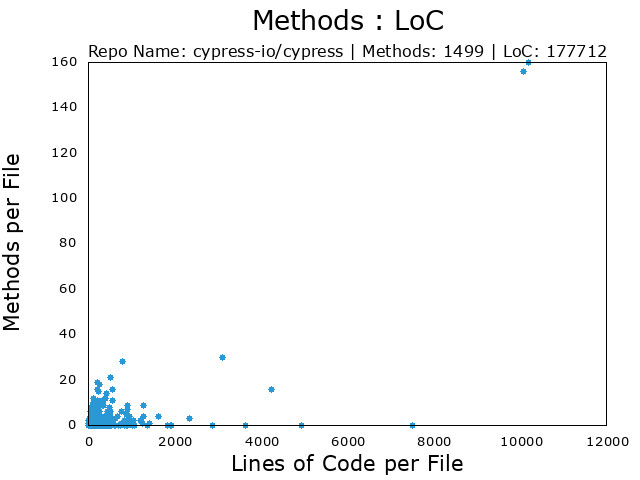 Methods : LoC
Repo Name: cypress-io/cypress | Methods: 1499 | LoC: 177712
160
140
120
100
80
60
40
20
0
Methods per File
0 2000 4000 6000 8000 10000 12000
Lines of Code per File